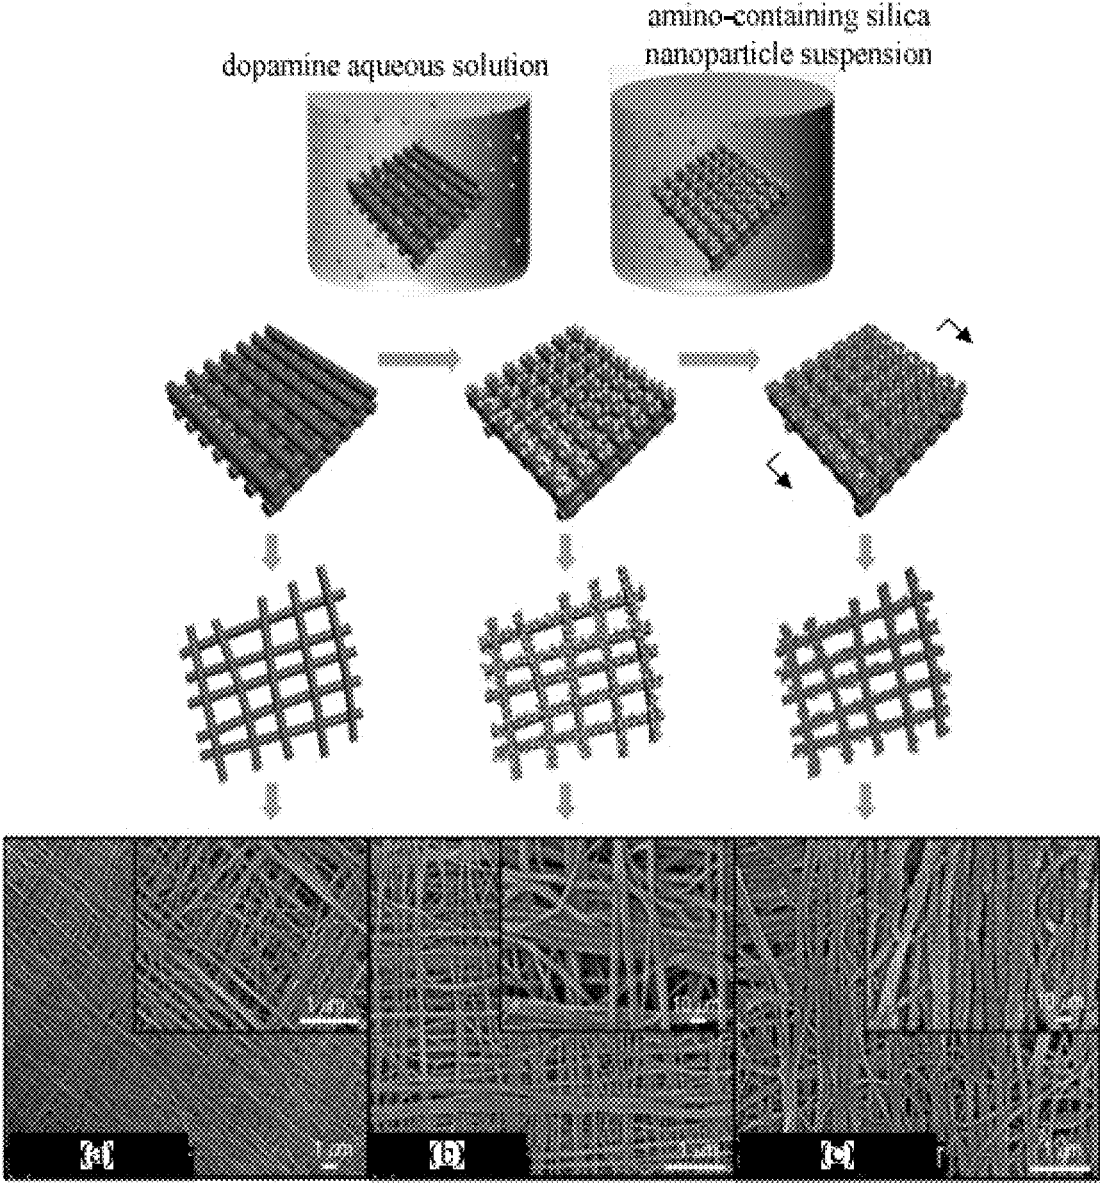 amino-containing silica
dopamine aqueous solution
nanoparticle suspension
(a)
(b)
(c)